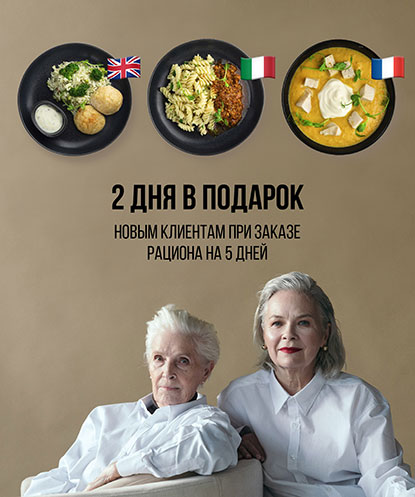 2 ДНЯ В ПОДАРОК
НОВЫМ КЛИЕНТАМ ПРИ ЗАКАЗЕ
РАЦИОНА НА 5 ДНЕЙ